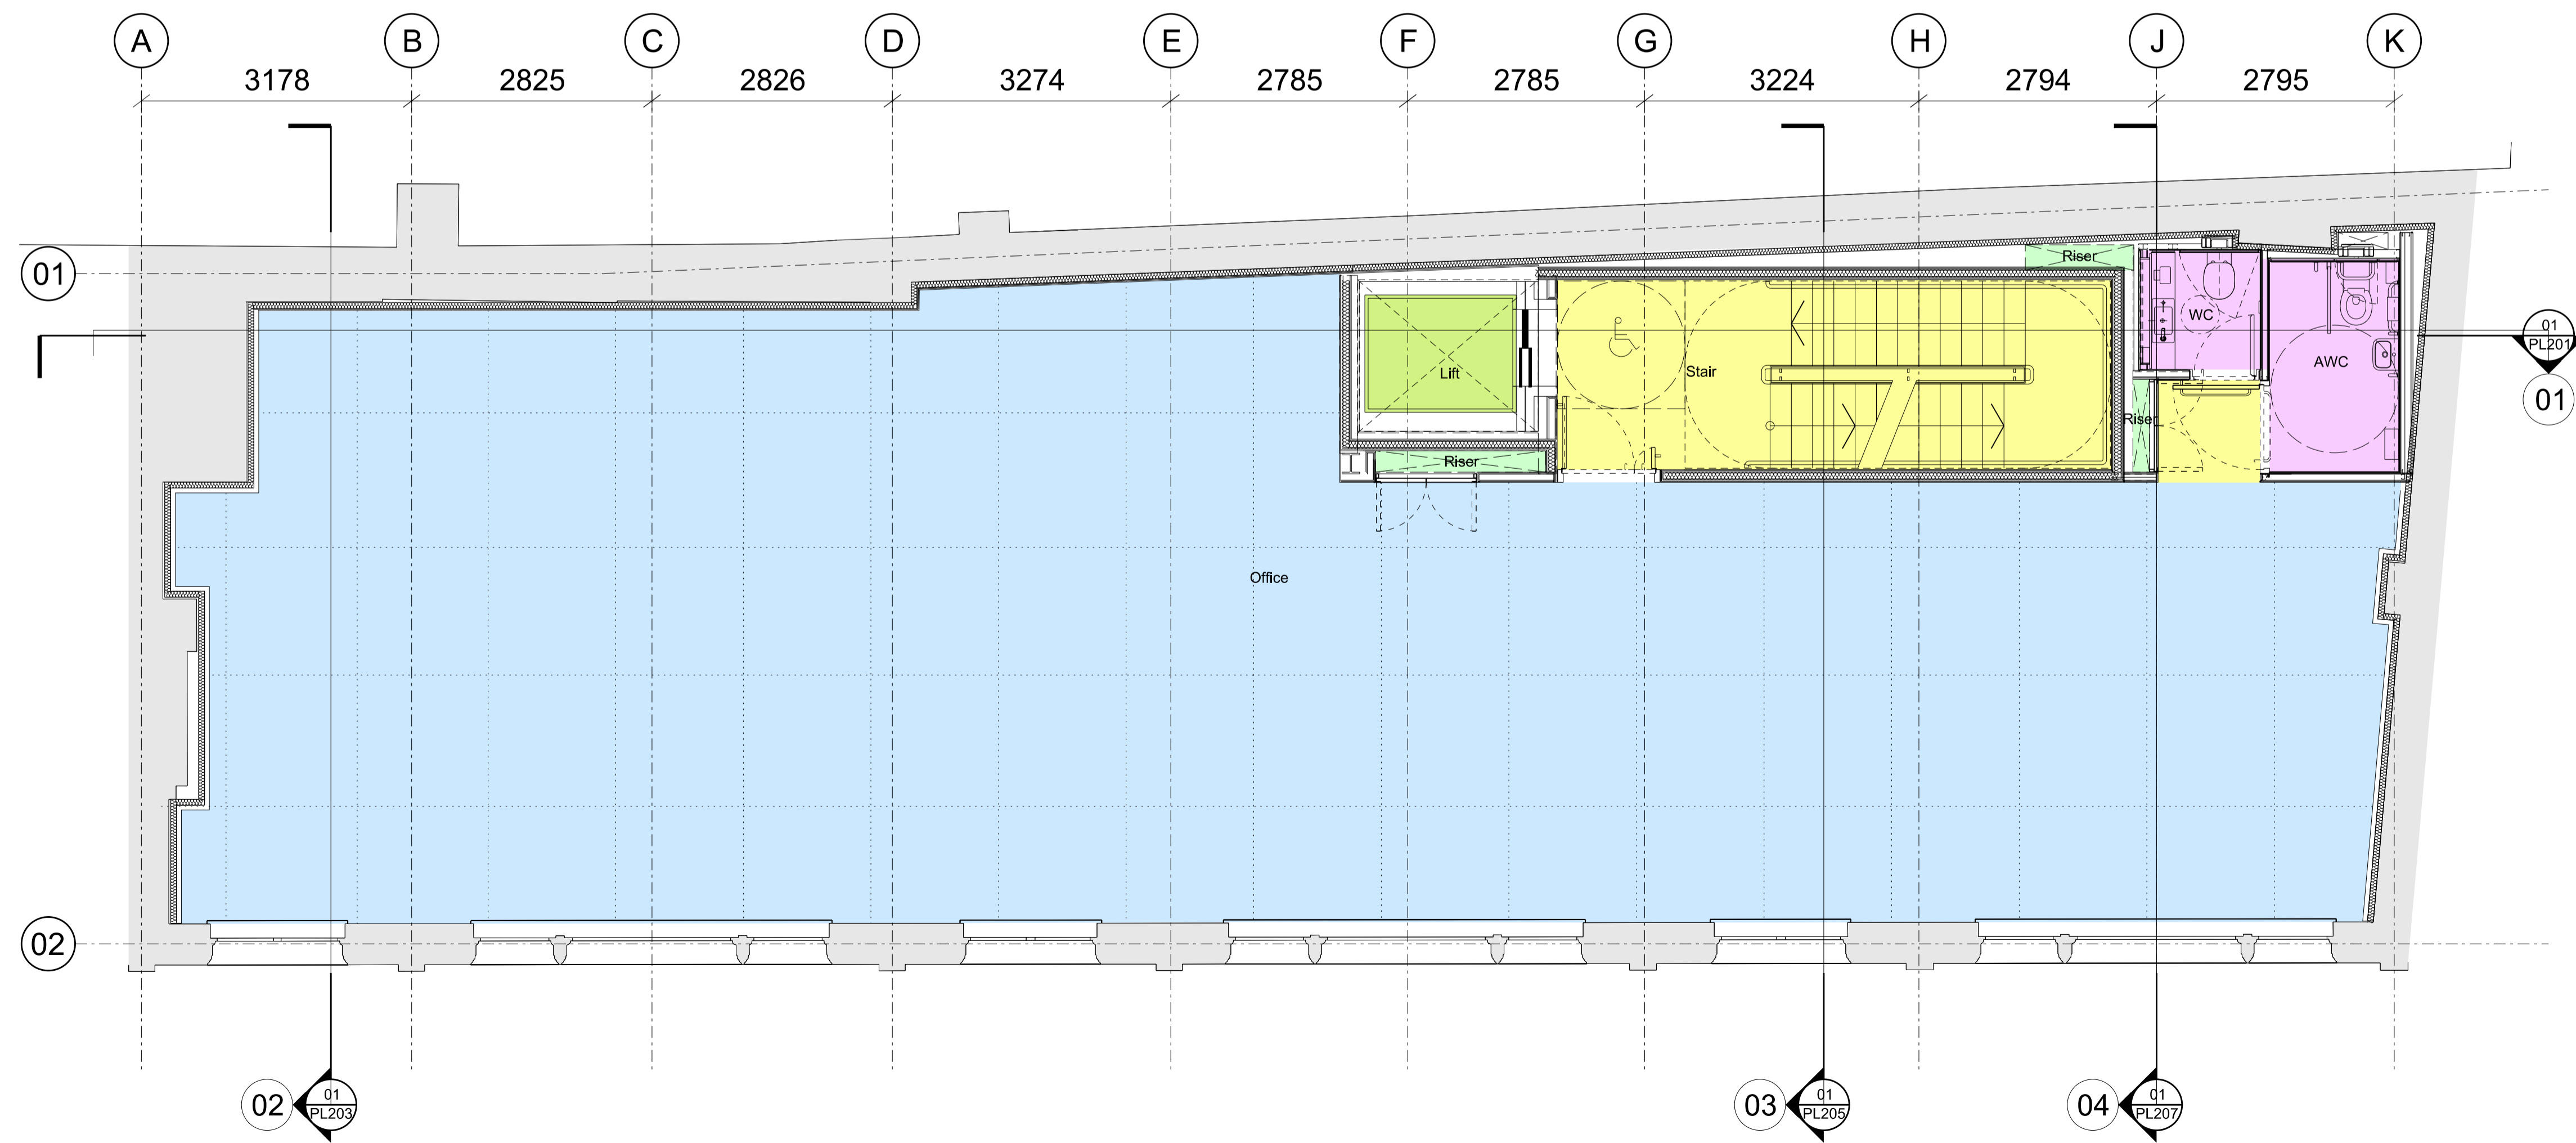 A B C D E F G H J K
3178 2825 2826 3274 2785 2785 3224 2794 2795
01
Riser
WC
01
PL201
AWC
Stair
Lift
01
Riser
Riser
Office
02
02
01
PL203
03
01
PL205
04
01
PL207